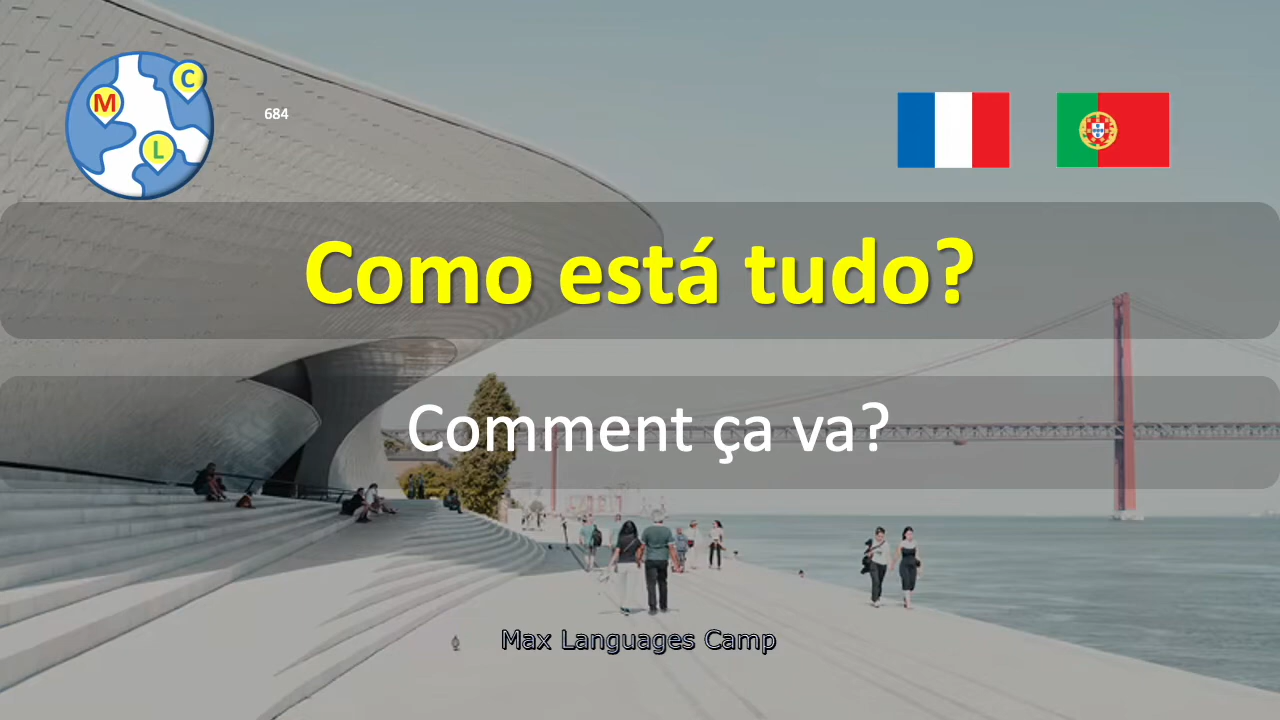 C
M
L
684
Como está tudo?
Comment ça va?
Max Languages Camp